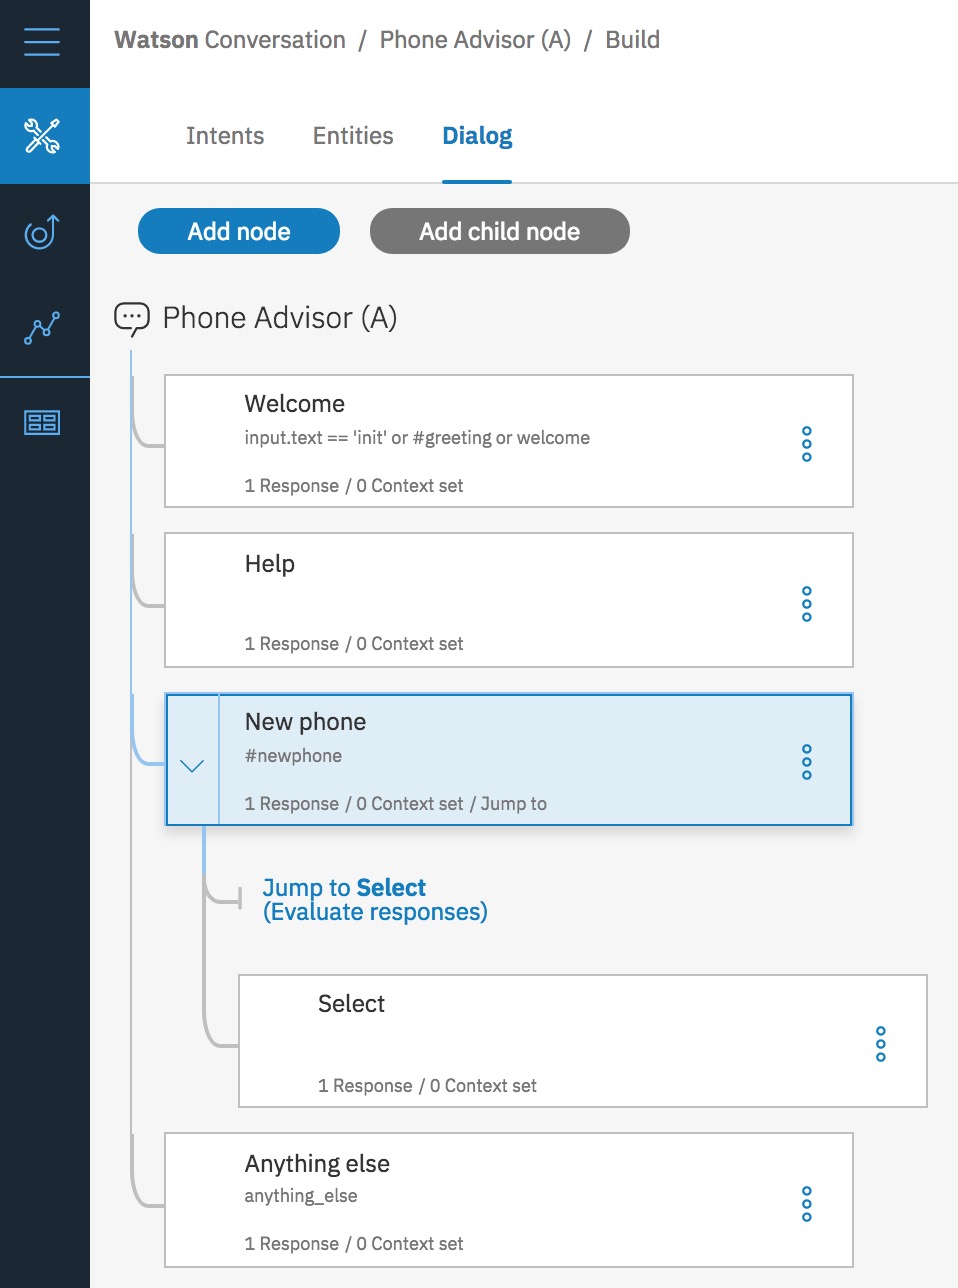 Watson Conversation / Phone Advisor (A) / Build
Intents Entities Dialog
Add node Add child node
Phone Advisor (A)
Welcome
input.text == 'init' or #greeting or welcome
1 Response / 0 Context set
Help
1 Response / 0 Context set
New phone
#newphone
1 Response / 0 Context set / Jump to
Jump to Select
(Evaluate responses)
Select
1 Response / 0 Context set
Anything else
anything_else
1 Response / 0 Context set